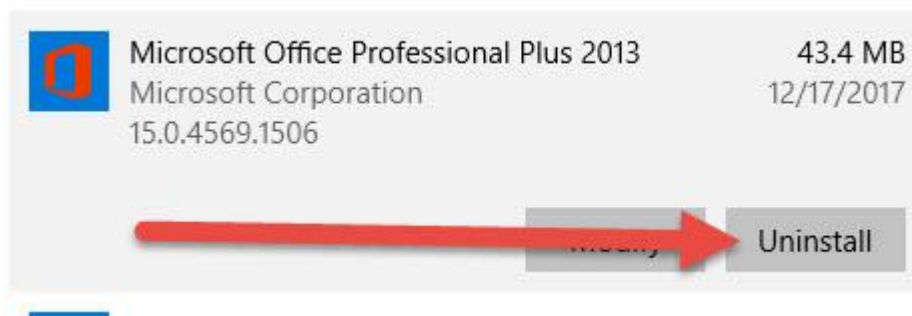 Microsoft Office Professional Plus 2013 43.4 MB
Microsoft Corporation 12/17/2017
15.0.4569.1506
Uninstall